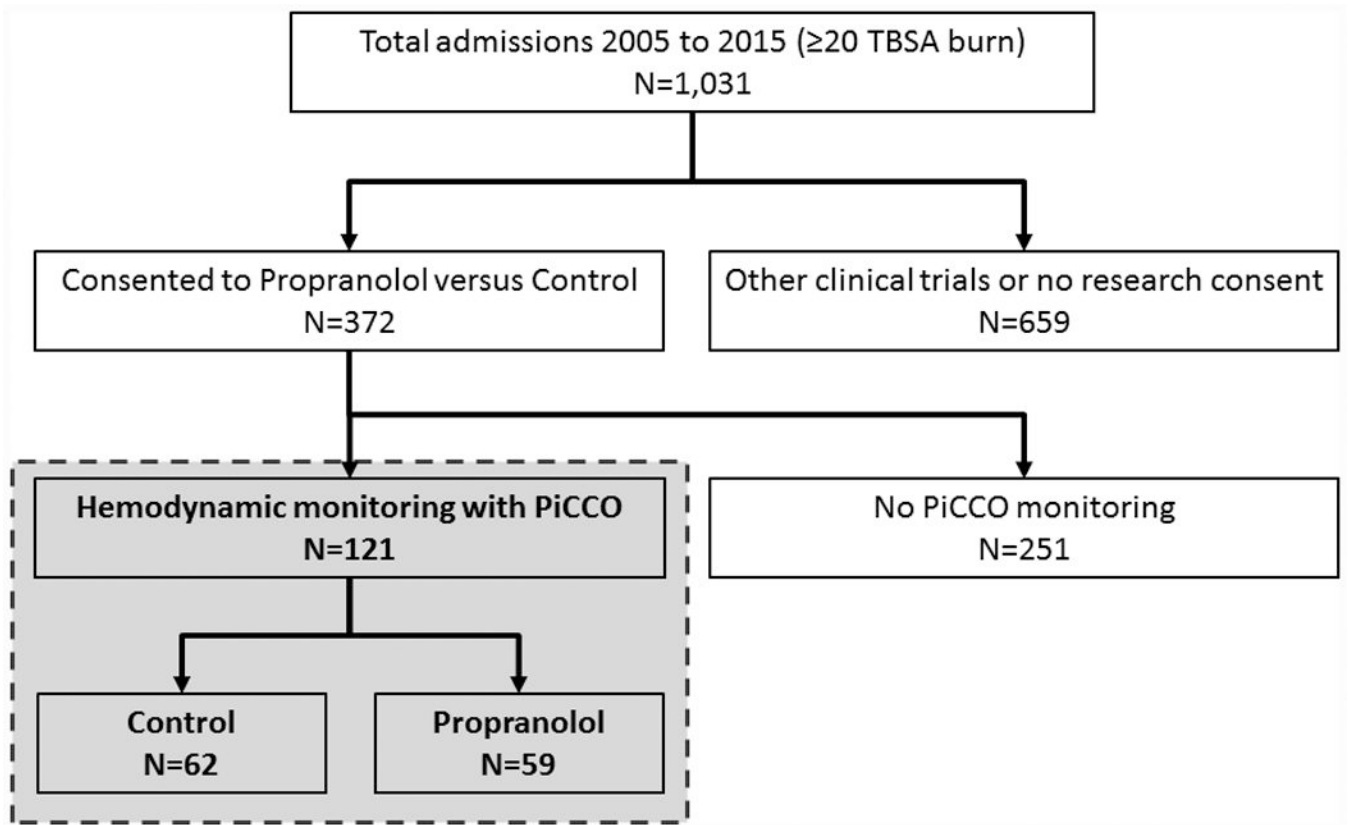 Total admissions 2005 to 2015 (≥20 TBSA burn)
N=1,031
Consented to Propranolol versus Control
N=372
Other clinical trials or no research consent
N=659
Hemodynamic monitoring with PiCCO
N=121
No PiCCO monitoring
N=251
Control
N=62
Propranolol
N=59